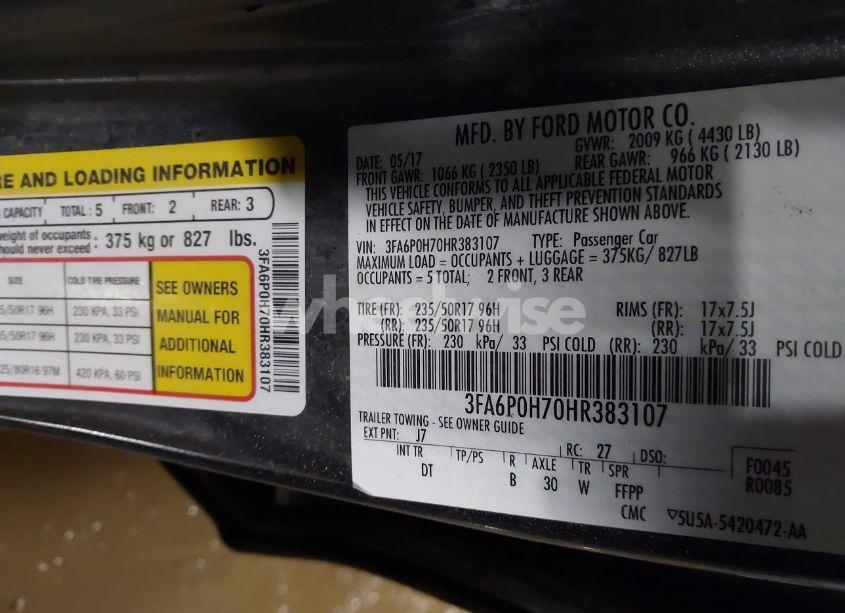 RE AND LOADING INFORMATION
CAPACITY TOTAL : 5 FRONT: 2 REAR: 3
weight of occupants
should never exceed : 375 kg or 827 lbs.
SIZE COLD TIRE PRESSURE
5/50R17 96H 230 KPA, 33 PSI
5/50R17 96H 230 KPA, 33 PSI
25/80R16 97M 420 KPA, 60 PSI
SEE OWNERS
MANUAL FOR
ADDITIONAL
INFORMATION
3FA6P0H70HR383107
MFD. BY FORD MOTOR CO.
DATE: 05/17 GVWR: 2009 KG ( 4430 LB)
FRONT GAWR: 1066 KG ( 2350 LB) REAR GAWR: 966 KG ( 2130 LB)
THIS VEHICLE CONFORMS TO ALL APPLICABLE FEDERAL MOTOR
VEHICLE SAFETY, BUMPER, AND THEFT PREVENTION STANDARDS
IN EFFECT ON THE DATE OF MANUFACTURE SHOWN ABOVE.
VIN: 3FA6P0H70HR383107 TYPE: Passenger Car
MAXIMUM LOAD = OCCUPANTS + LUGGAGE = 375KG/ 827LB
OCCUPANTS = 5 TOTAL; 2 FRONT, 3 REAR
TIRE (FR): 235/50R17 96H RIMS (FR): 17x7.5J
(RR): 235/50R17 96H (RR): 17x7.5J
PRESSURE (FR): 230 kPa/ 33 PSI COLD (RR): 230 kPa/ 33 PSI COLD
3FA6P0H70HR383107
TRAILER TOWING - SEE OWNER GUIDE
EXT PNT: J7 RC: 27 DSO:
INT TR TP/PS R AXLE TR SPR
DT B 30 W FFPP
F0045
R0085
CMC ▽5U5A-5420472-AA
wheelwise